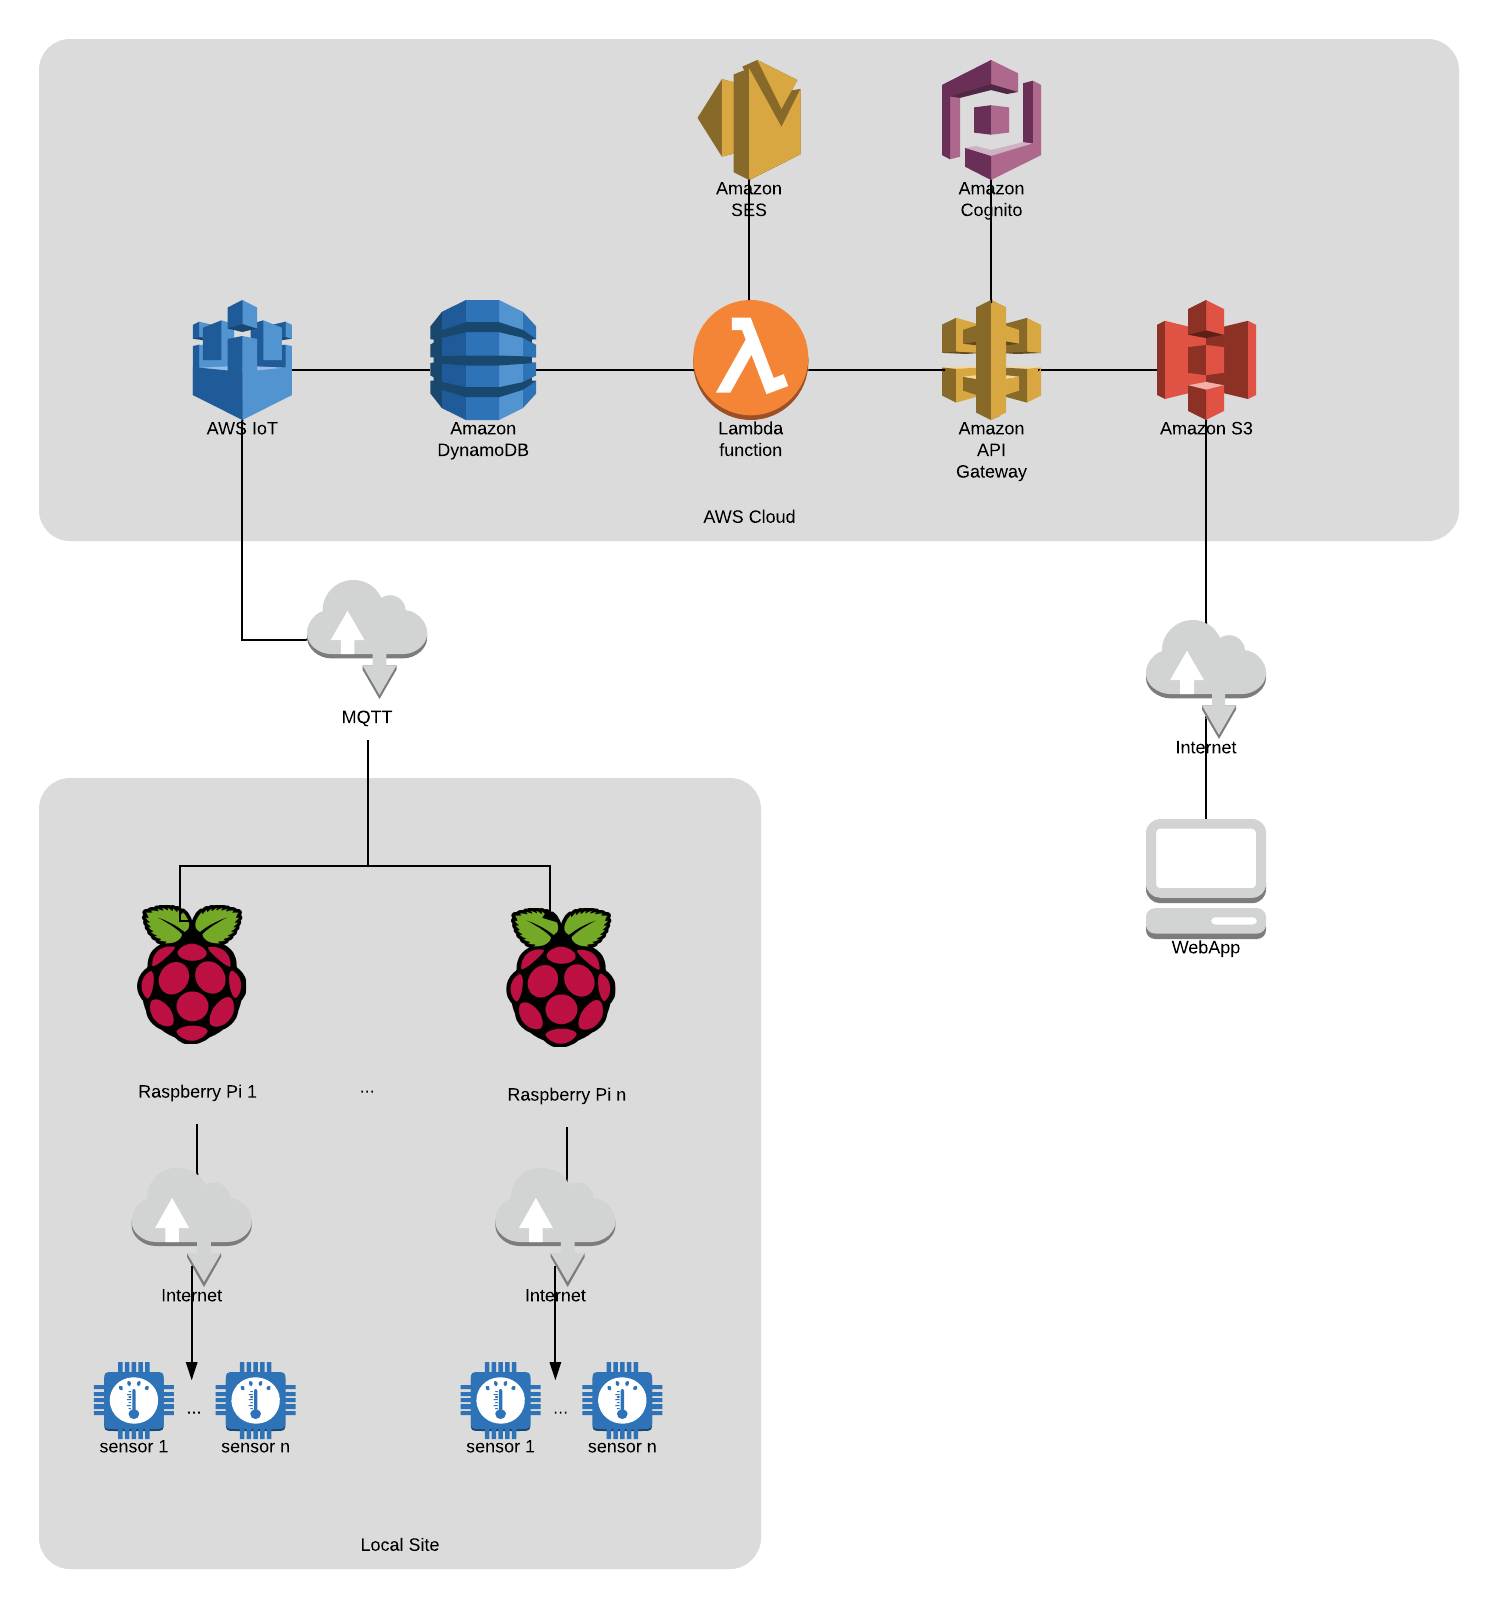 Amazon
SES
Amazon
Cognito
AWS IoT
Amazon
DynamoDB
Lambda
function
Amazon
API
Gateway
Amazon S3
AWS Cloud
MQTT
Internet
WebApp
Raspberry Pi 1
...
Raspberry Pi n
Internet
Internet
sensor 1
...
sensor n
sensor 1
...
sensor n
Local Site